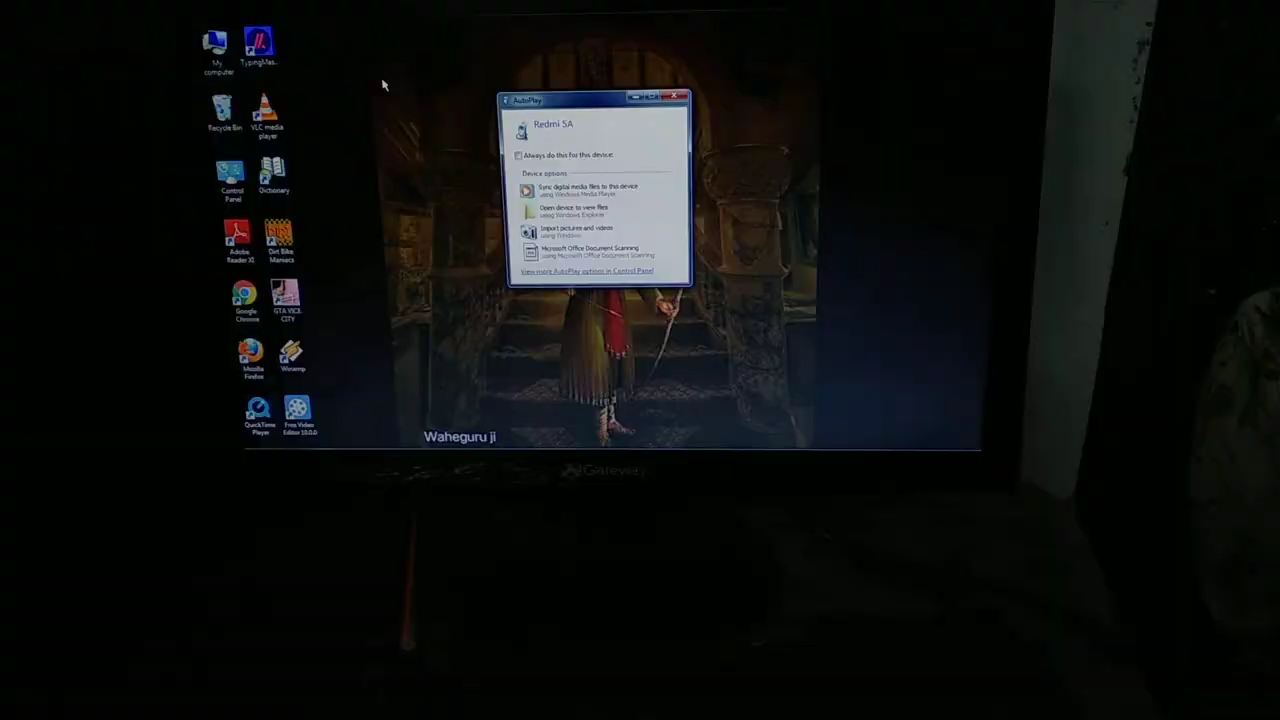 My
computer
TypingMas..
Recycle Bin
VLC media
player
Control
Panel
Dictionary
Adobe
Reader XI
Dirt Bike
Maniacs
Google
Chrome
GTA VICE
CITY
Mozilla
Firefox
Winamp
QuickTime
Player
Free Video
Editor 10.0.0
AutoPlay
Redmi 5A
Always do this for this device:
Device options
Sync digital media files to this device
using Windows Media Player
Open device to view files
using Windows Explorer
Import pictures and videos
using Windows
Microsoft Office Document Scanning
using Microsoft Office Document Scanning
View more AutoPlay options in Control Panel
Waheguru ji
Gateway